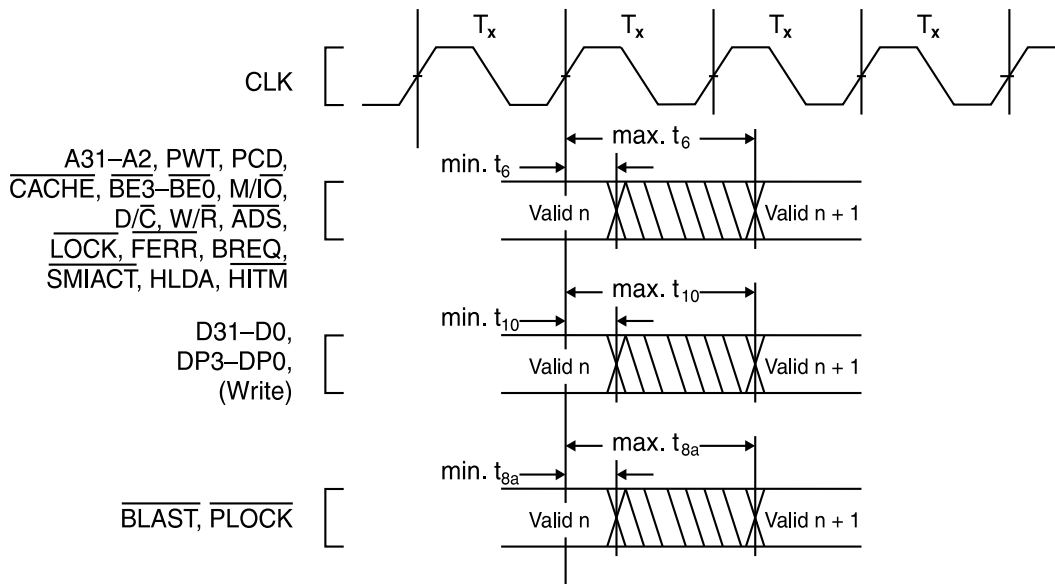 Tx Tx Tx Tx
CLK
max. t6
min. t6
A31–A2, PWT, PCD,
CACHE, BE3–BE0, M/IO,
D/C, W/R, ADS,
LOCK, FERR, BREQ,
SMIACT, HLDA, HITM
Valid n
Valid n + 1
max. t10
min. t10
D31–D0,
DP3–DP0,
(Write)
Valid n
Valid n + 1
max. t8a
min. t8a
BLAST, PLOCK
Valid n
Valid n + 1